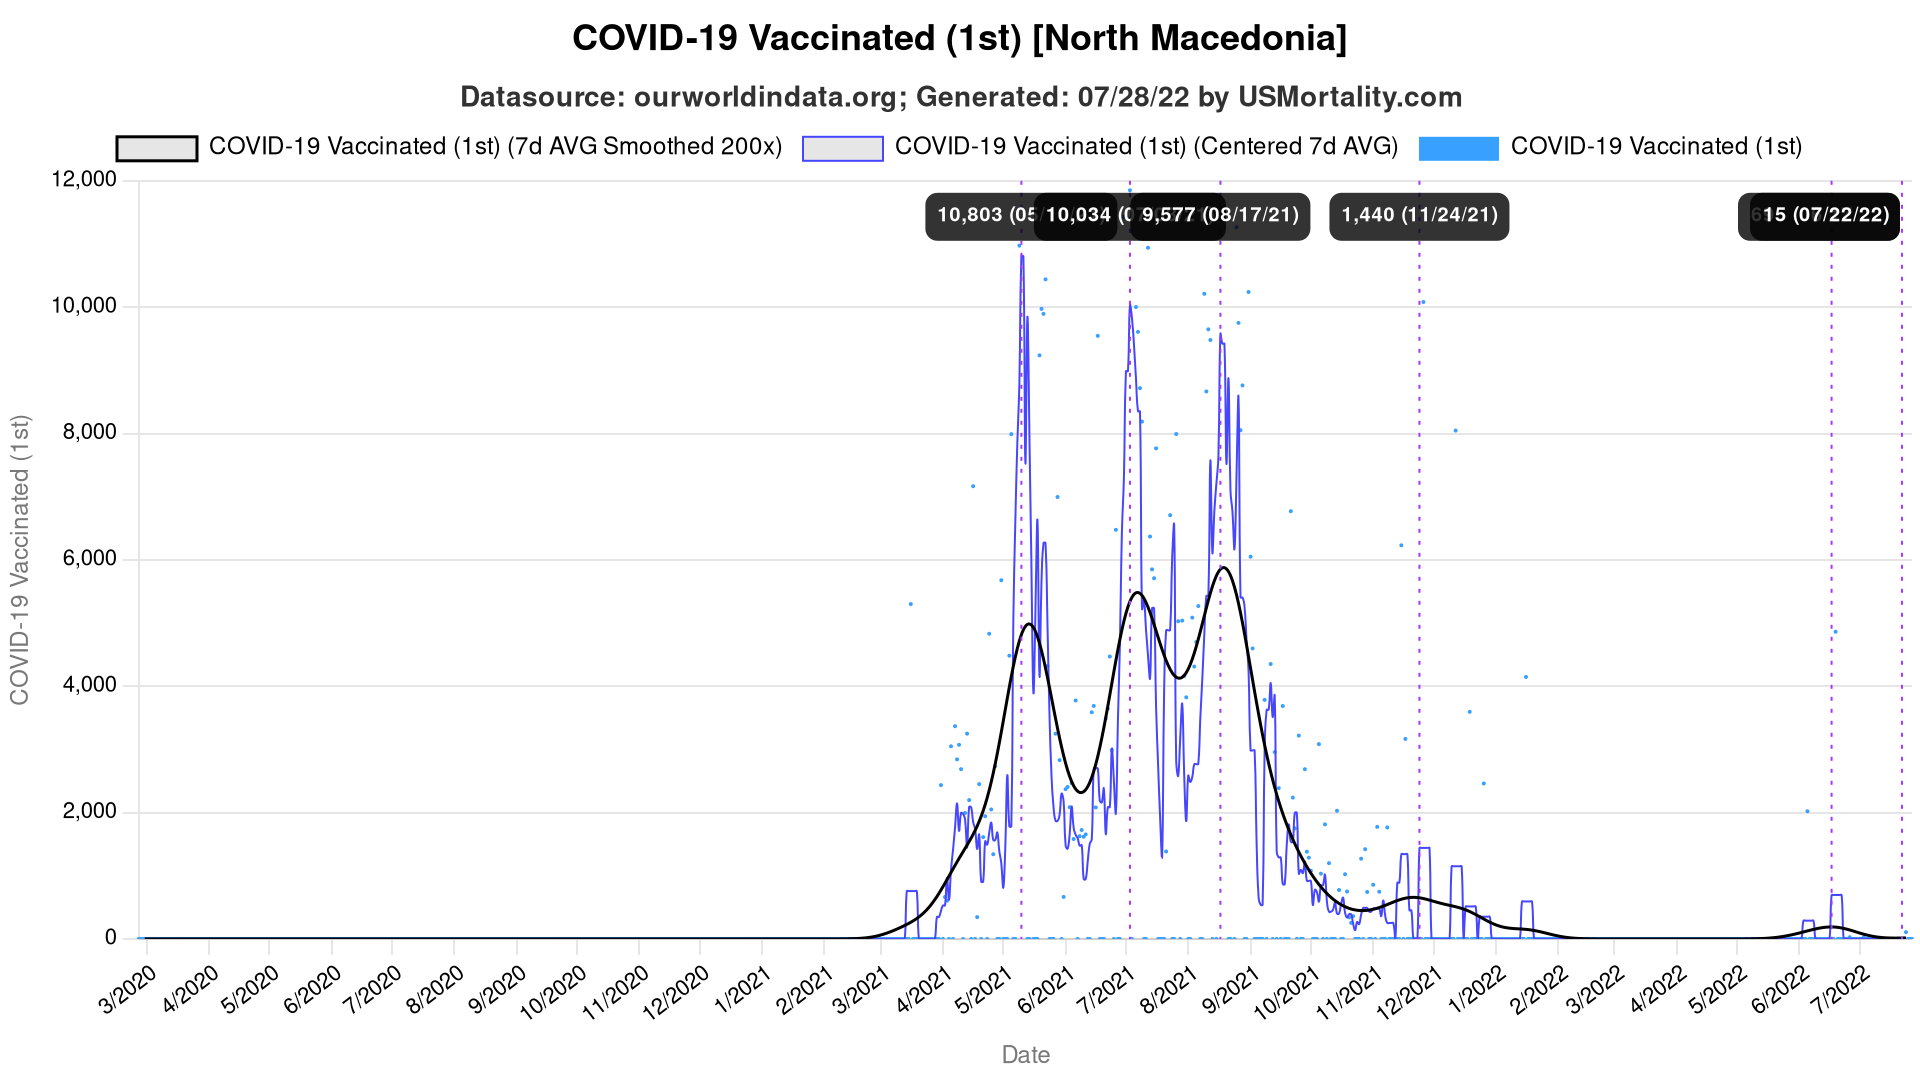 COVID-19 Vaccinated (1st) [North Macedonia]
Datasource: ourworldindata.org; Generated: 07/28/22 by USMortality.com
COVID-19 Vaccinated (1st) (7d AVG Smoothed 200x) COVID-19 Vaccinated (1st) (Centered 7d AVG) COVID-19 Vaccinated (1st)
12,000
10,803 (05/ 10,034 (07 9,577 (08/17/21) 1,440 (11/24/21) 15 (07/22/22)
10,000
8,000
6,000
4,000
2,000
0
COVID-19 Vaccinated (1st)
3/2020 4/2020 5/2020 6/2020 7/2020 8/2020 9/2020 10/2020 11/2020 12/2020 1/2021 2/2021 3/2021 4/2021 5/2021 6/2021 7/2021 8/2021 9/2021 10/2021 11/2021 12/2021 1/2022 2/2022 3/2022 4/2022 5/2022 6/2022 7/2022
Date